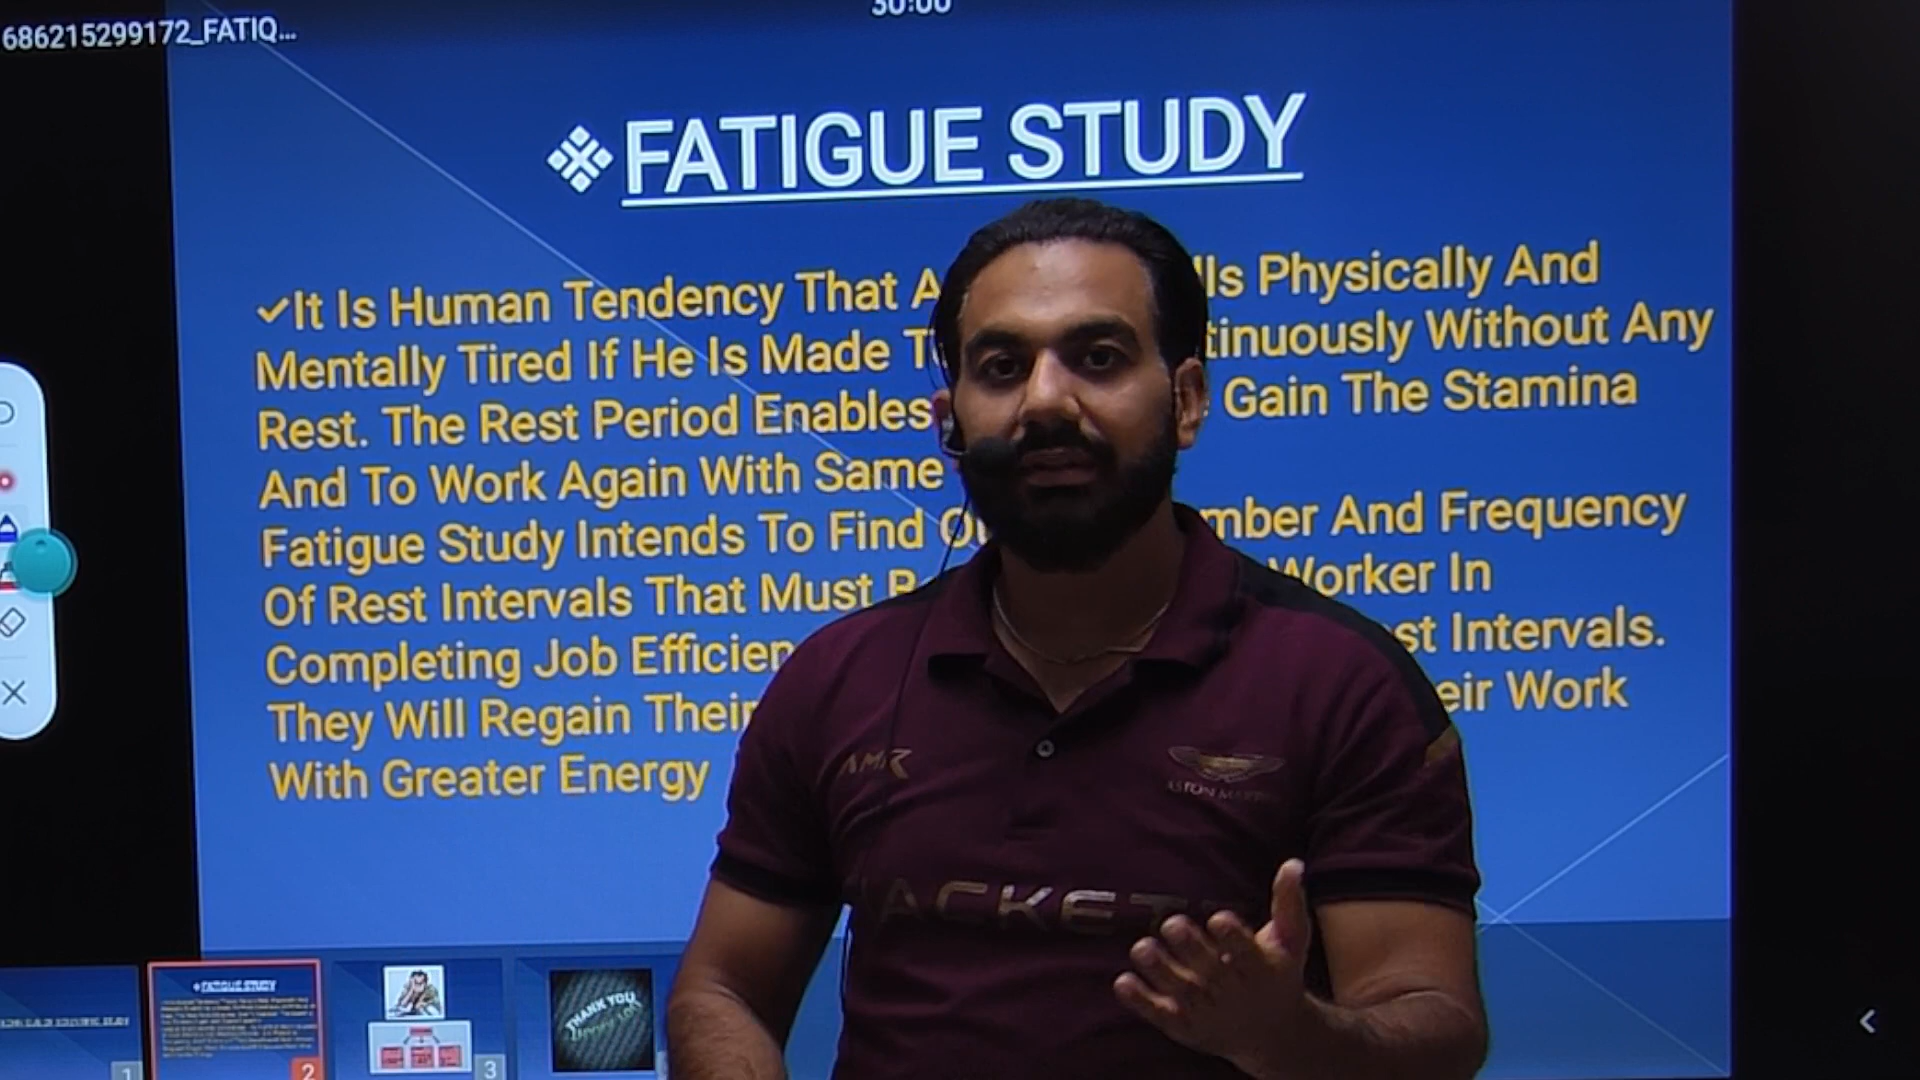 30:00
686215299172_FATIQ...
FATIGUE STUDY
✓It Is Human Tendency That A lls Physically And
Mentally Tired If He Is Made T tinuously Without Any
Rest. The Rest Period Enables Gain The Stamina
And To Work Again With Same
Fatigue Study Intends To Find O mber And Frequency
Of Rest Intervals That Must B Worker In
Completing Job Efficien st Intervals.
They Will Regain Their eir Work
With Greater Energy
AMR
ASTON MARTIN
ACKETT
FATIGUE STUDY
THANK YOU
1
2
3